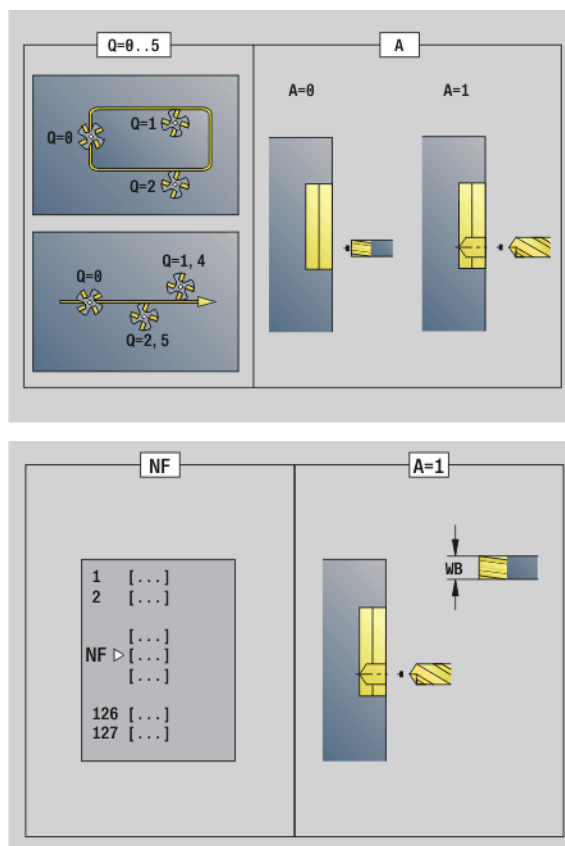 Q=0..5
Q=0
Q=1
Q=2
Q=0
Q=1,4
Q=2,5
A
A=0
A=1
NF
1 [...]
2 [...]
[...]
NF [...]
[...]
126 [...]
127 [...]
A=1
WB